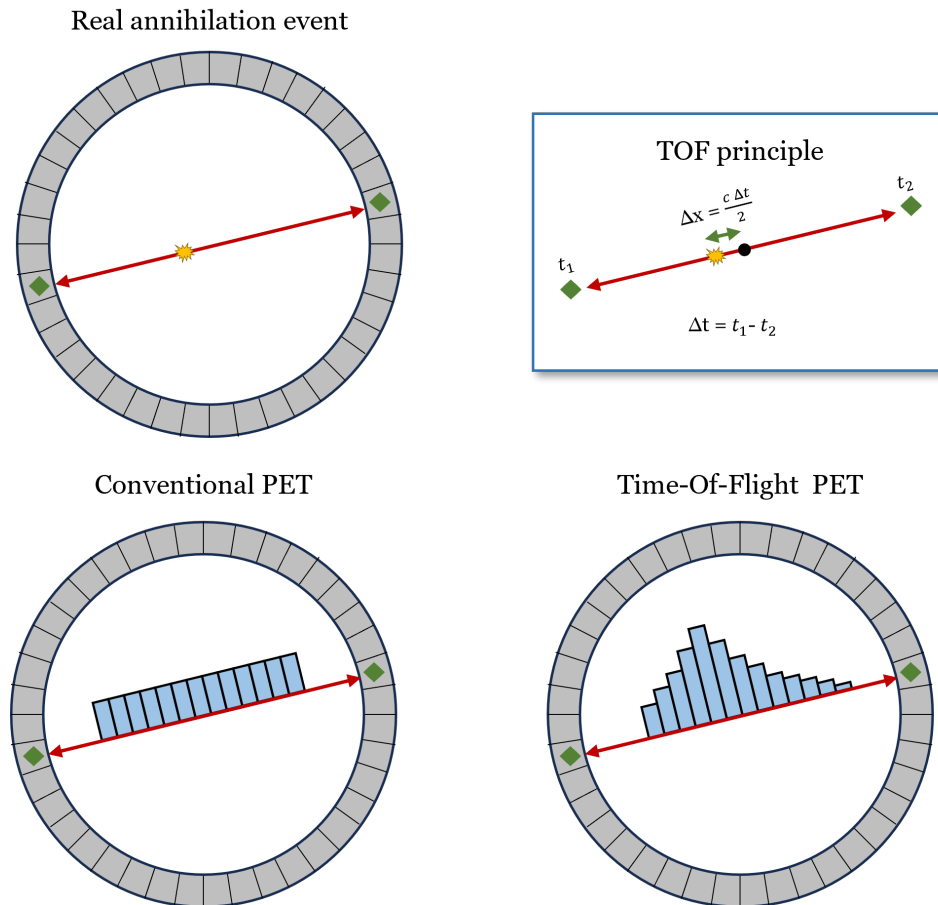 Real annihilation event
TOF principle
t₂
Δx = c Δt / 2
t₁
Δt = t₁- t₂
Conventional PET
Time-Of-Flight PET